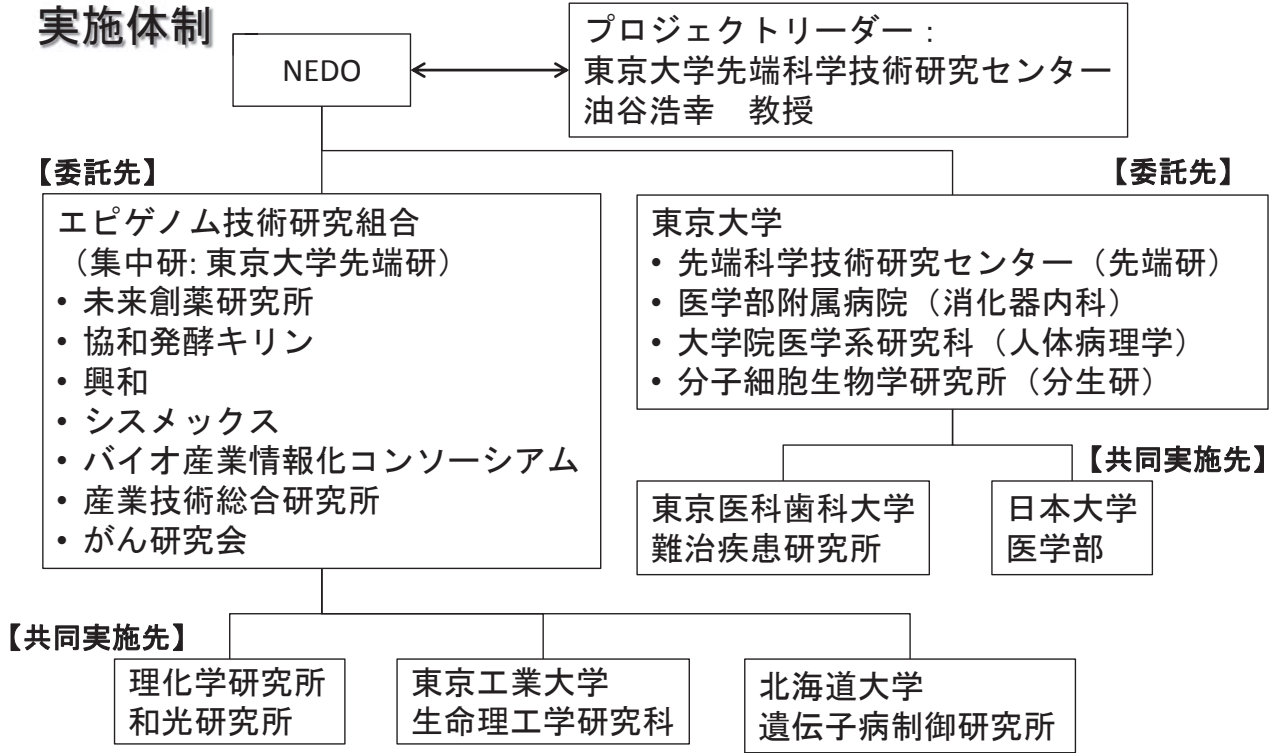 実施体制
NEDO
プロジェクトリーダー：
東京大学先端科学技術研究センター
油谷浩幸　教授
【委託先】
エピゲノム技術研究組合
（集中研: 東京大学先端研）
• 未来創薬研究所
• 協和発酵キリン
• 興和
• シスメックス
• バイオ産業情報化コンソーシアム
• 産業技術総合研究所
• がん研究会
【委託先】
東京大学
• 先端科学技術研究センター（先端研）
• 医学部附属病院（消化器内科）
• 大学院医学系研究科（人体病理学）
• 分子細胞生物学研究所（分生研）
【共同実施先】
東京医科歯科大学
難治疾患研究所
日本大学
医学部
【共同実施先】
理化学研究所
和光研究所
東京工業大学
生命理工学研究科
北海道大学
遺伝子病制御研究所